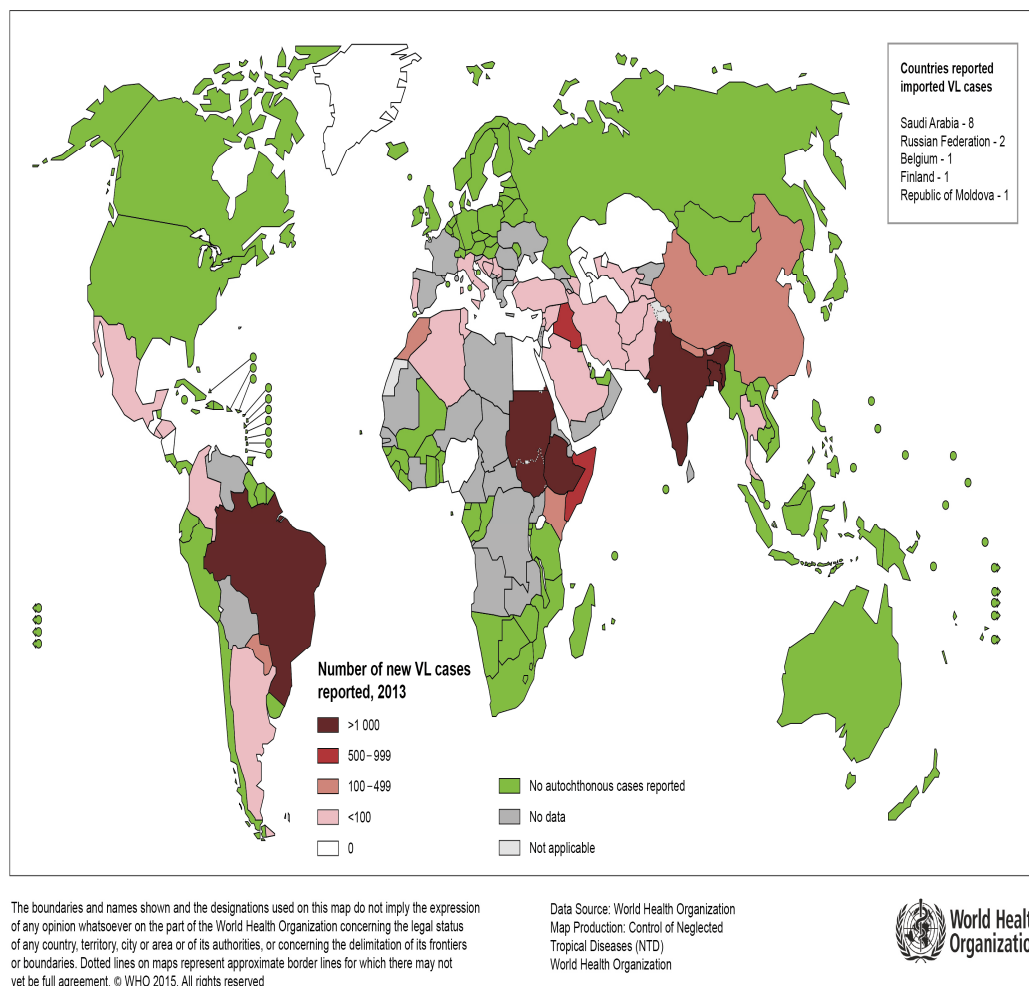 Countries reported
imported VL cases
Saudi Arabia - 8
Russian Federation - 2
Belgium - 1
Finland - 1
Republic of Moldova - 1
Number of new VL cases
reported, 2013
>1 000
500–999
100–499
<100
0
No autochthonous cases reported
No data
Not applicable
The boundaries and names shown and the designations used on this map do not imply the expression
of any opinion whatsoever on the part of the World Health Organization concerning the legal status
of any country, territory, city or area or of its authorities, or concerning the delimitation of its frontiers
or boundaries. Dotted lines on maps represent approximate border lines for which there may not
yet be full agreement. © WHO 2015. All rights reserved
Data Source: World Health Organization
Map Production: Control of Neglected
Tropical Diseases (NTD)
World Health Organization
World Health
Organization